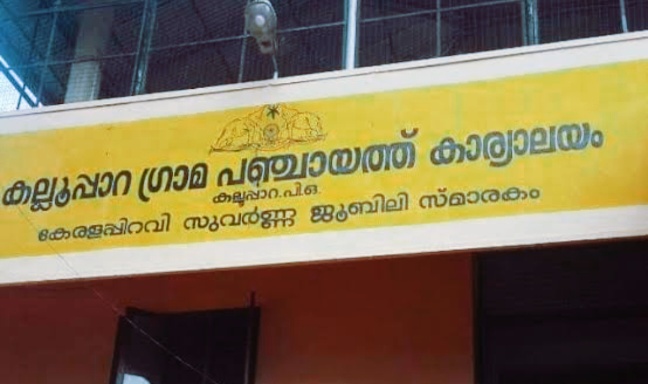 കല്ലൂപ്പാറ ഗ്രാമ പഞ്ചായത്ത് കാര്യാലയം
കല്ലൂപ്പാറ.പി.ഒ.
കേരളപ്പിറവി സുവർണ്ണ ജൂബിലി സ്മാരകം